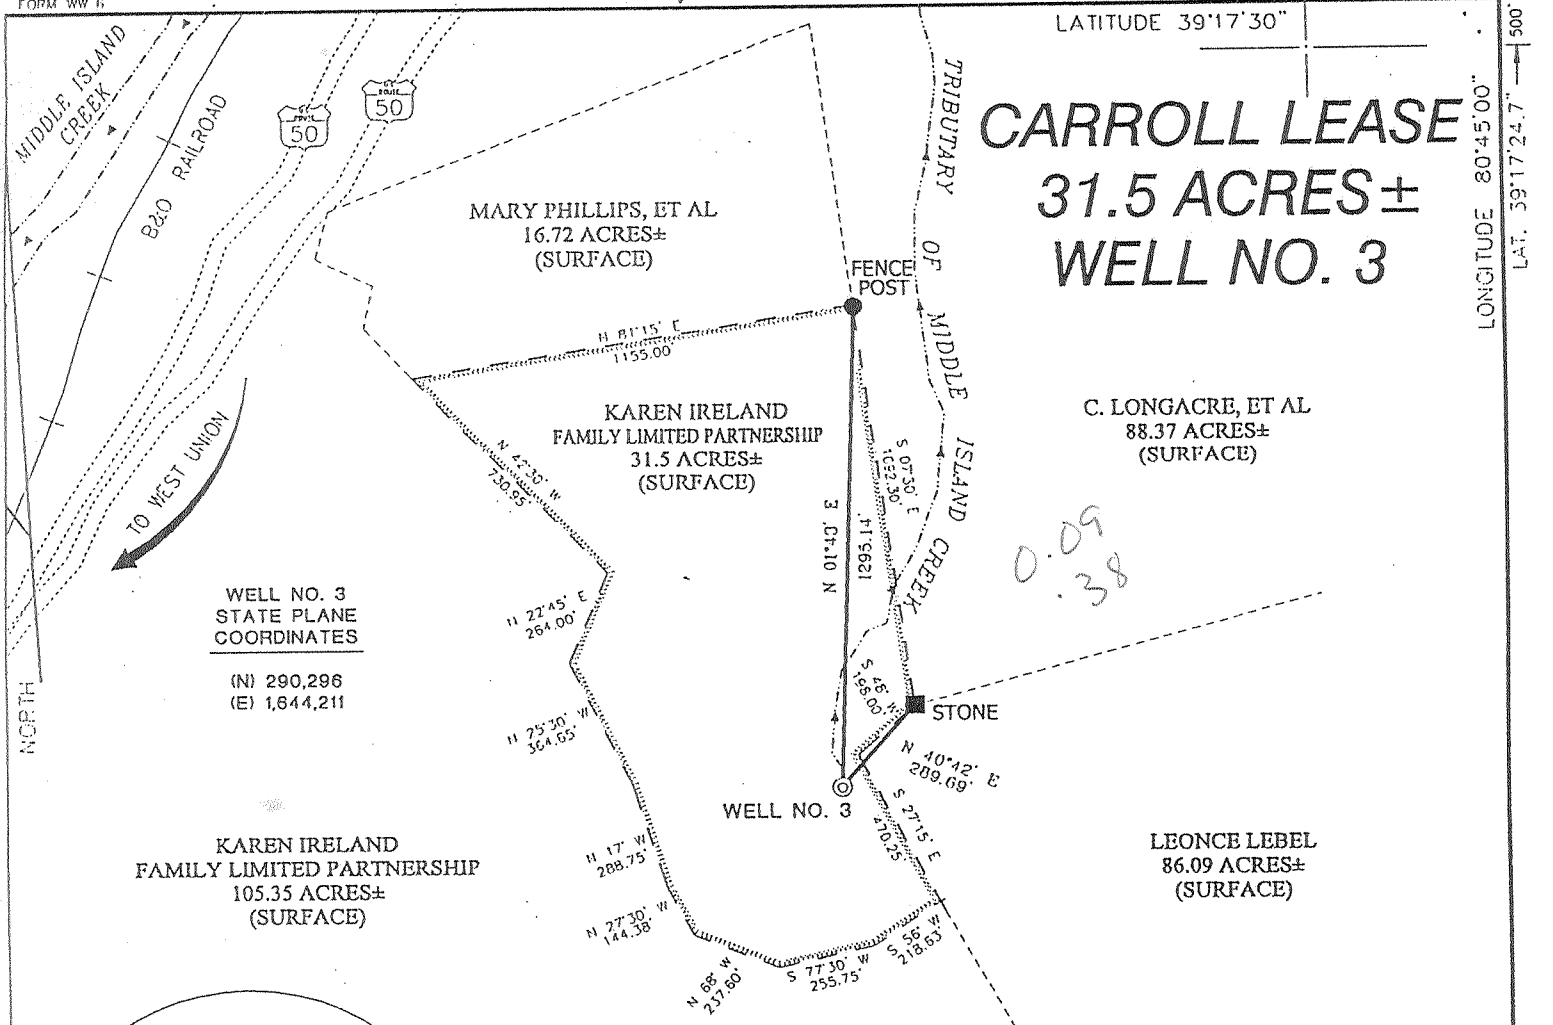 FORM WW 6
LATITUDE 39°17'30"
500'
MIDDLE ISLAND
CREEK
B&O RAILROAD
ROUTE
50
U S
ROUTE
50
TRIBUTARY OF MIDDLE ISLAND CREEK
CARROLL LEASE
31.5 ACRES±
WELL NO. 3
LONGITUDE 80°45'00"
LAT. 39°17'24.7"
MARY PHILLIPS, ET AL
16.72 ACRES±
(SURFACE)
FENCE
POST
N 81°15' E
1155.00'
KAREN IRELAND
FAMILY LIMITED PARTNERSHIP
31.5 ACRES±
(SURFACE)
C. LONGACRE, ET AL
88.37 ACRES±
(SURFACE)
TO WEST UNION
N 42°30' W
730.95'
S 07°30' E
N 01°43' E
1295.14'
0.09
.38
WELL NO. 3
STATE PLANE
COORDINATES
(N) 290,296
(E) 1,644,211
N 22°45' E
264.00'
NORTH
N 25°30' W
364.65'
S 46° W
198.00'
STONE
N 40°42' E
289.69'
WELL NO. 3
S 27°15' E
470.25
KAREN IRELAND
FAMILY LIMITED PARTNERSHIP
105.35 ACRES±
(SURFACE)
N 17° W
288.75'
LEONCE LEBEL
86.09 ACRES±
(SURFACE)
N 27°30' W
144.38'
N 68° W
237.60'
S 77°30' W
255.75'
S 56° W
218.63'